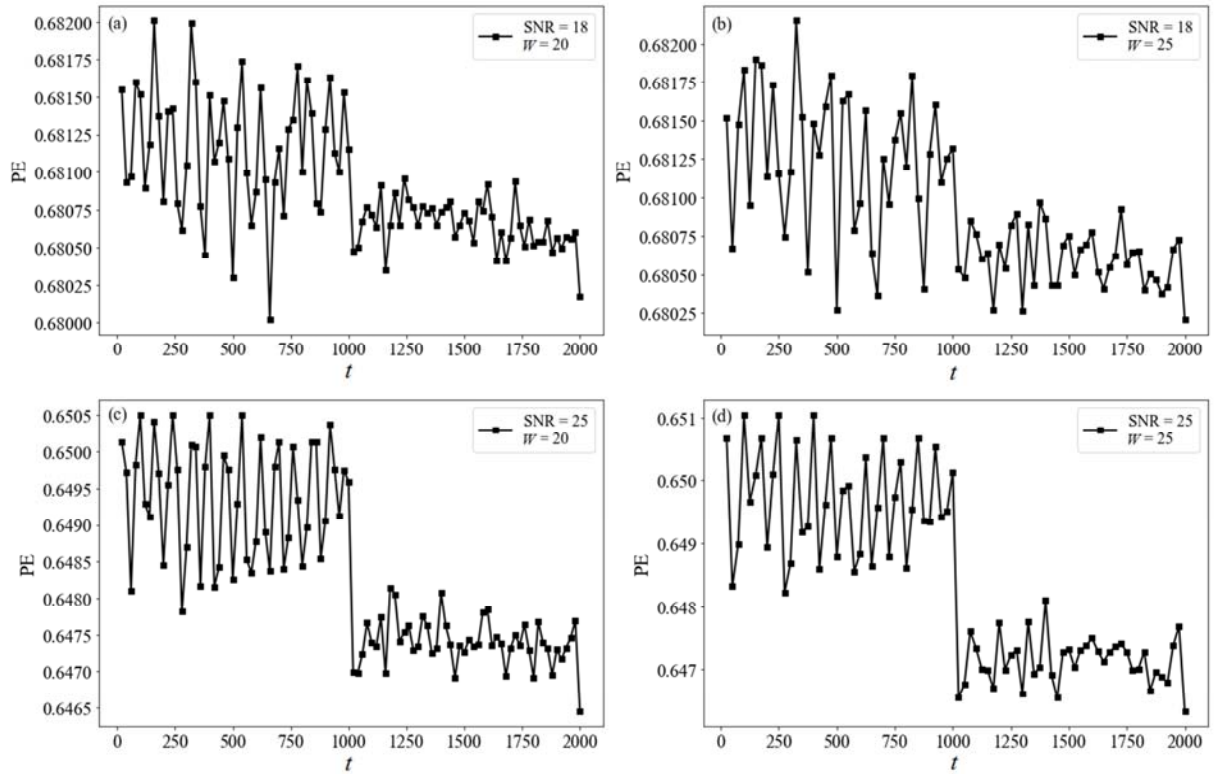 (a)
SNR = 18
W = 20
PE
0.68200
0.68175
0.68150
0.68125
0.68100
0.68075
0.68050
0.68025
0.68000
0 250 500 750 1000 1250 1500 1750 2000
t
(b)
SNR = 18
W = 25
PE
0.68200
0.68175
0.68150
0.68125
0.68100
0.68075
0.68050
0.68025
0 250 500 750 1000 1250 1500 1750 2000
t
(c)
SNR = 25
W = 20
PE
0.6505
0.6500
0.6495
0.6490
0.6485
0.6480
0.6475
0.6470
0.6465
0 250 500 750 1000 1250 1500 1750 2000
t
(d)
SNR = 25
W = 25
PE
0.651
0.650
0.649
0.648
0.647
0 250 500 750 1000 1250 1500 1750 2000
t